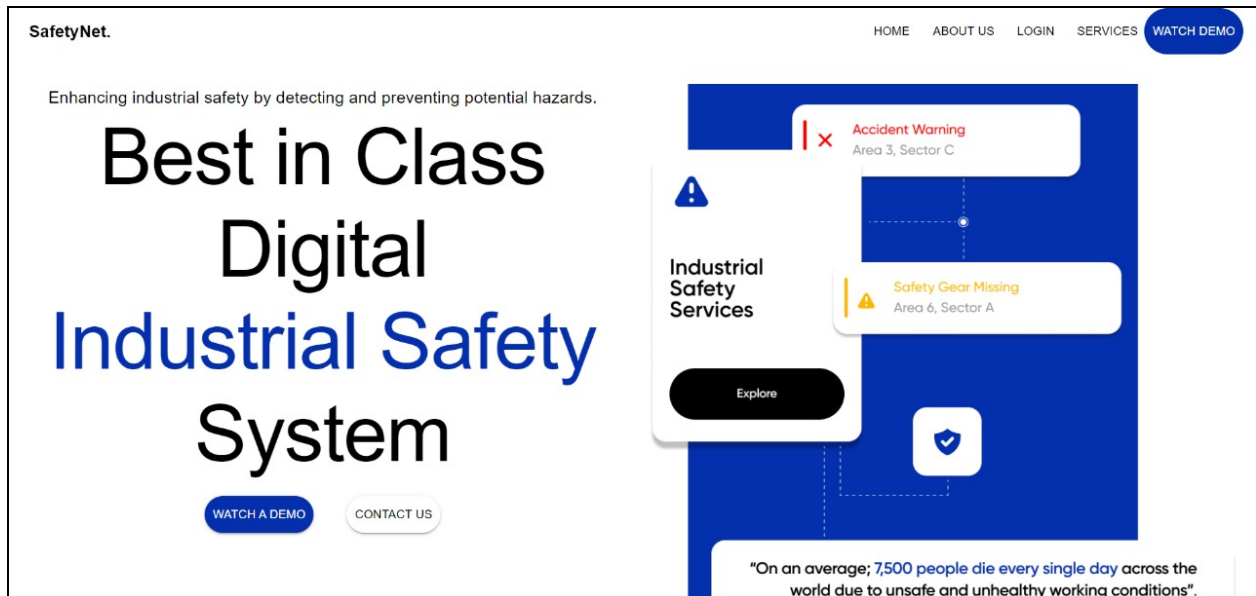 SafetyNet.
HOME ABOUT US LOGIN SERVICES WATCH DEMO
Enhancing industrial safety by detecting and preventing potential hazards.
Best in Class
Digital
Industrial Safety
System
WATCH A DEMO CONTACT US
Accident Warning
Area 3, Sector C
Industrial
Safety
Services
Explore
Safety Gear Missing
Area 6, Sector A
“On an average; 7,500 people die every single day across the
world due to unsafe and unhealthy working conditions”.